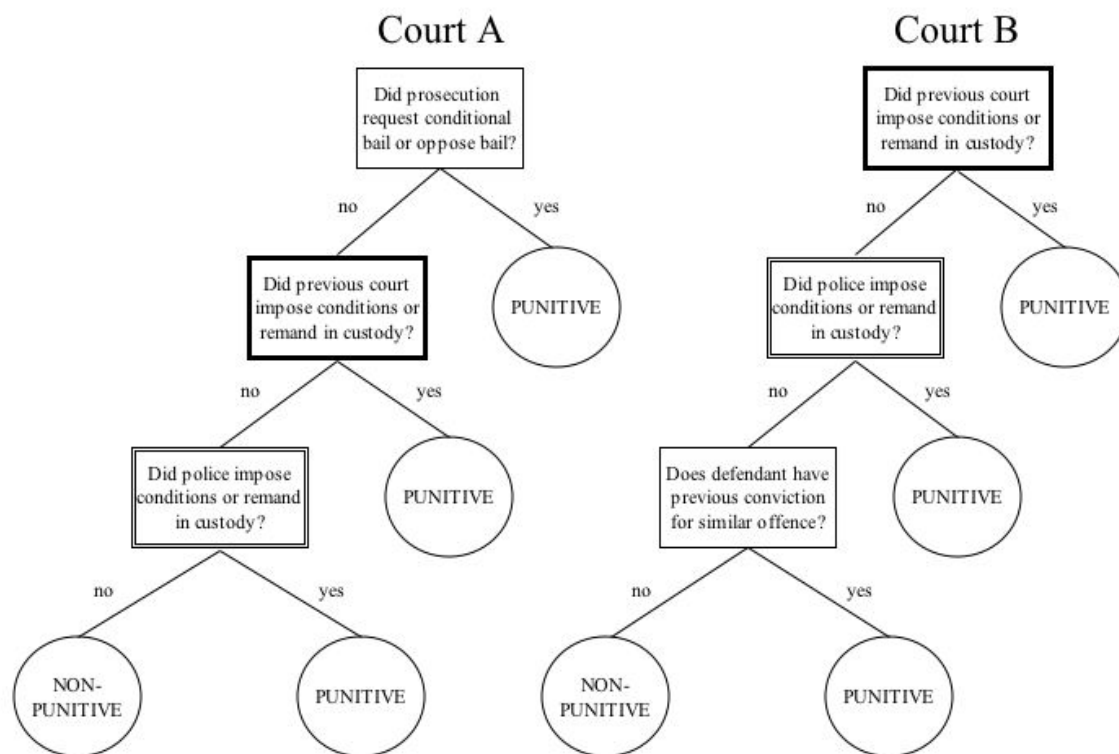 Court A
Did prosecution
request conditional
bail or oppose bail?
no
yes
Did previous court
impose conditions or
remand in custody?
PUNITIVE
no
yes
Did police impose
conditions or remand
in custody?
PUNITIVE
no
yes
NON-
PUNITIVE
PUNITIVE
Court B
Did previous court
impose conditions or
remand in custody?
no
yes
Did police impose
conditions or remand
in custody?
PUNITIVE
no
yes
Does defendant have
previous conviction
for similar offence?
PUNITIVE
no
yes
NON-
PUNITIVE
PUNITIVE